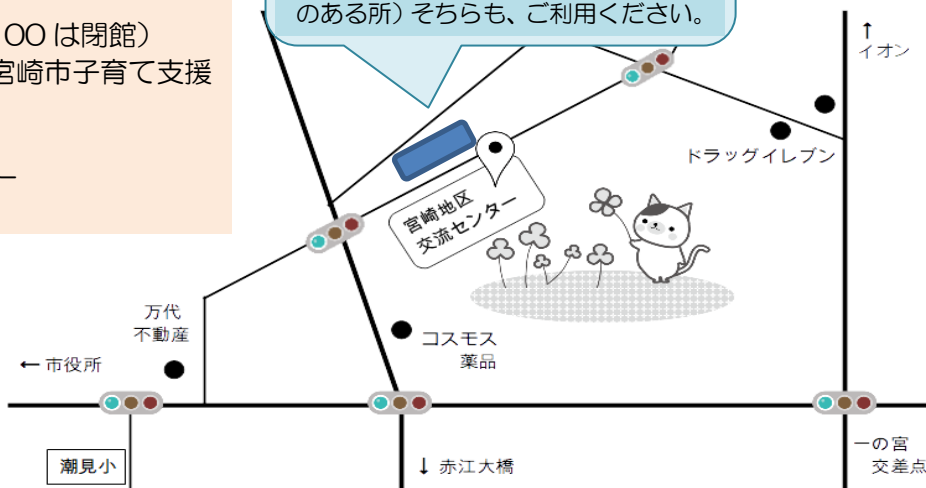 00 は閉館)
宮崎市子育て支援
ー
のある所）そちらも、ご利用ください。
↑
イオン
ドラッグイレブン
宮崎地区
交流センター
万代
不動産
コスモス
薬品
← 市役所
潮見小
↓ 赤江大橋
一の宮
交差点